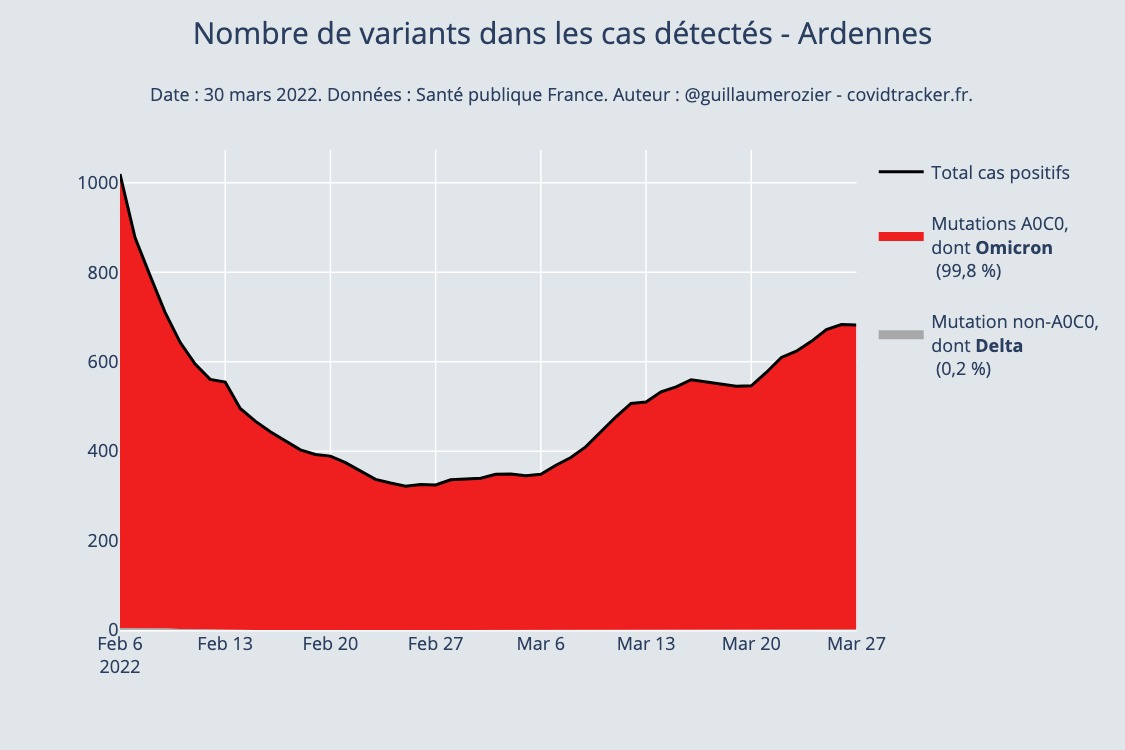 Nombre de variants dans les cas détectés - Ardennes
Date : 30 mars 2022. Données : Santé publique France. Auteur : @guillaumerozier - covidtracker.fr.
1000
800
600
400
200
0
Feb 6
2022
Feb 13
Feb 20
Feb 27
Mar 6
Mar 13
Mar 20
Mar 27
Total cas positifs
Mutations A0C0,
dont Omicron
(99,8 %)
Mutation non-A0C0,
dont Delta
(0,2 %)